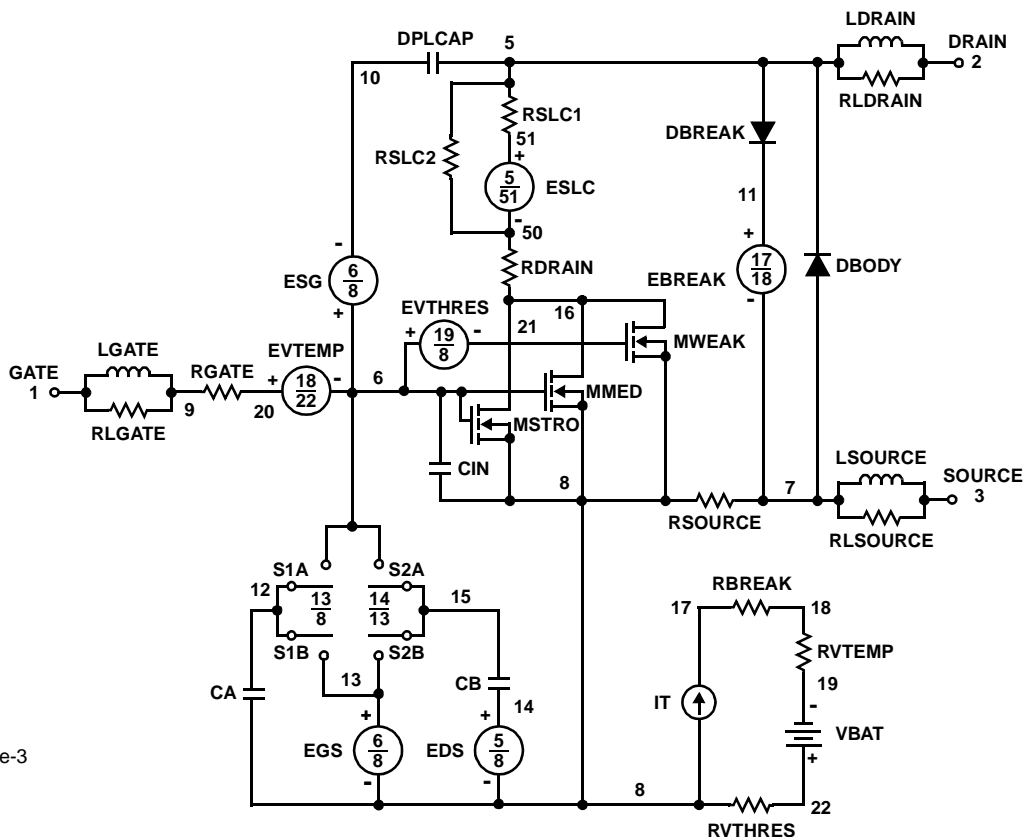 LDRAIN
DPLCAP
5
DRAIN
2
10
RLDRAIN
RSLC1
DBREAK
51
RSLC2
+
5
51
ESLC
11
-
50
-
+
17
18
EBREAK
-
DBODY
6
8
ESG
+
RDRAIN
EVTHRES
16
21
+
19
8
-
MWEAK
LGATE
EVTEMP
GATE
1
RGATE
+
18
22
-
6
MMED
9
20
RLGATE
MSTRO
CIN
LSOURCE
8
7
SOURCE
3
RSOURCE
RLSOURCE
S1A
S2A
12
13
8
14
13
15
RBREAK
17
18
S1B
S2B
RVTEMP
13
CB
19
CA
14
IT
-
+
+
VBAT
EGS
6
8
EDS
5
8
+
e-3
-
-
8
22
RVTHRES